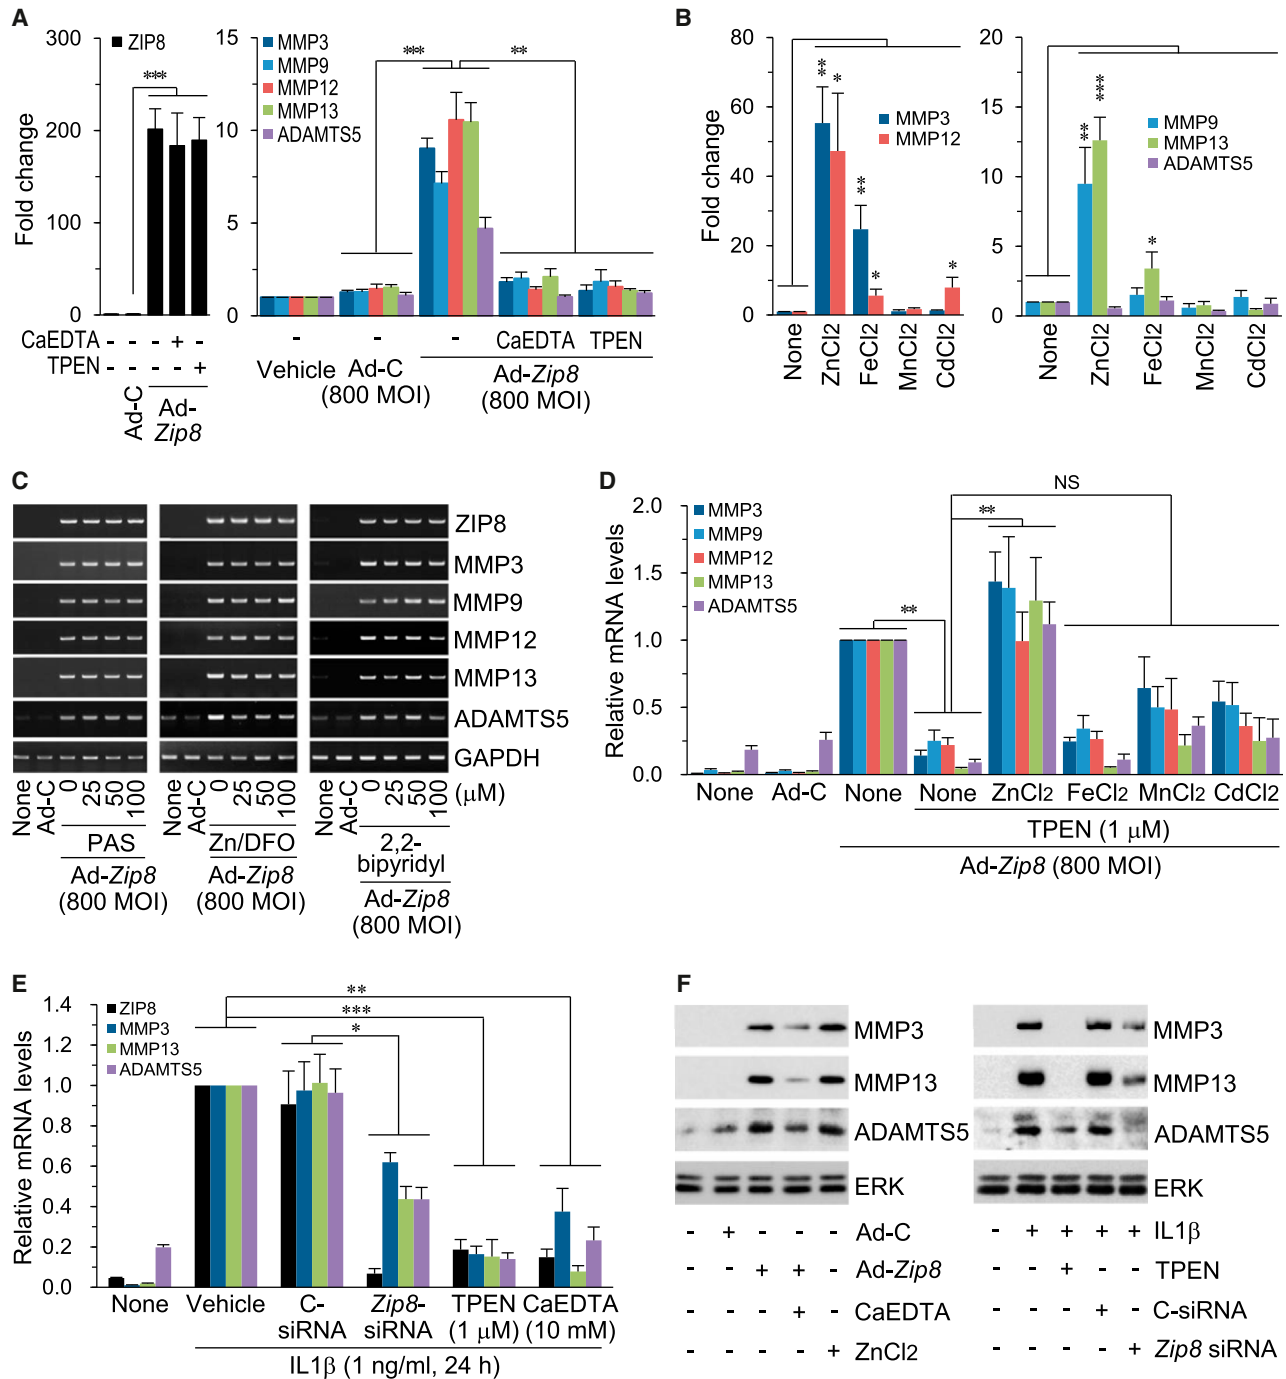 A
300
200
100
0
Fold change
ZIP8
***
CaEDTA - - - + -
TPEN - - - - +
Ad-C
Ad-
Zip8
15
10
5
0
MMP3
MMP9
MMP12
MMP13
ADAMTS5
***
**
- - CaEDTA TPEN
Vehicle
Ad-C
(800 MOI)
Ad-Zip8
(800 MOI)
B
80
60
40
20
0
Fold change
MMP3
MMP12
**
*
**
*
*
None
ZnCl2
FeCl2
MnCl2
CdCl2
20
15
10
5
0
MMP9
MMP13
ADAMTS5
**
***
*
None
ZnCl2
FeCl2
MnCl2
CdCl2
C
ZIP8
MMP3
MMP9
MMP12
MMP13
ADAMTS5
GAPDH
None Ad-C 0 25 50 100
None Ad-C 0 25 50 100
None Ad-C 0 25 50 100
(μM)
PAS
Ad-Zip8
(800 MOI)
Zn/DFO
Ad-Zip8
(800 MOI)
2,2-
bipyridyl
Ad-Zip8
(800 MOI)
D
2.0
1.5
1.0
0.5
0.0
Relative mRNA levels
MMP3
MMP9
MMP12
MMP13
ADAMTS5
**
**
NS
None Ad-C None None ZnCl2 FeCl2 MnCl2 CdCl2
TPEN (1 μM)
Ad-Zip8 (800 MOI)
E
1.4
1.2
1.0
0.8
0.6
0.4
0.2
0.0
Relative mRNA levels
ZIP8
MMP3
MMP13
ADAMTS5
**
***
*
None Vehicle
C-
siRNA
Zip8-
siRNA
TPEN
(1 μM)
CaEDTA
(10 mM)
IL1β (1 ng/ml, 24 h)
F
MMP3
MMP13
ADAMTS5
ERK
- + - - - Ad-C
- - + + - Ad-Zip8
- - - + - CaEDTA
- - - - + ZnCl2
MMP3
MMP13
ADAMTS5
ERK
- + + + + IL1β
- - + - - TPEN
- - - + - C-siRNA
- - - - + Zip8 siRNA